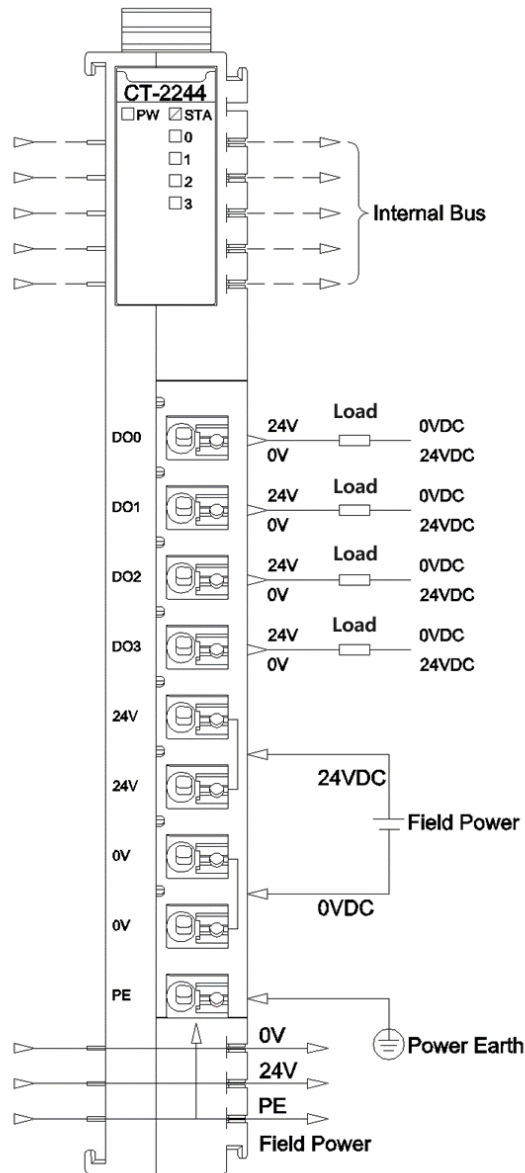 CT-2244
PW STA
0
1
2
3
Internal Bus
DO0 24V Load 0VDC
0V 24VDC
DO1 24V Load 0VDC
0V 24VDC
DO2 24V Load 0VDC
0V 24VDC
DO3 24V Load 0VDC
0V 24VDC
24V
24VDC
24V
Field Power
0V
0VDC
0V
PE
0V
Power Earth
24V
PE
Field Power